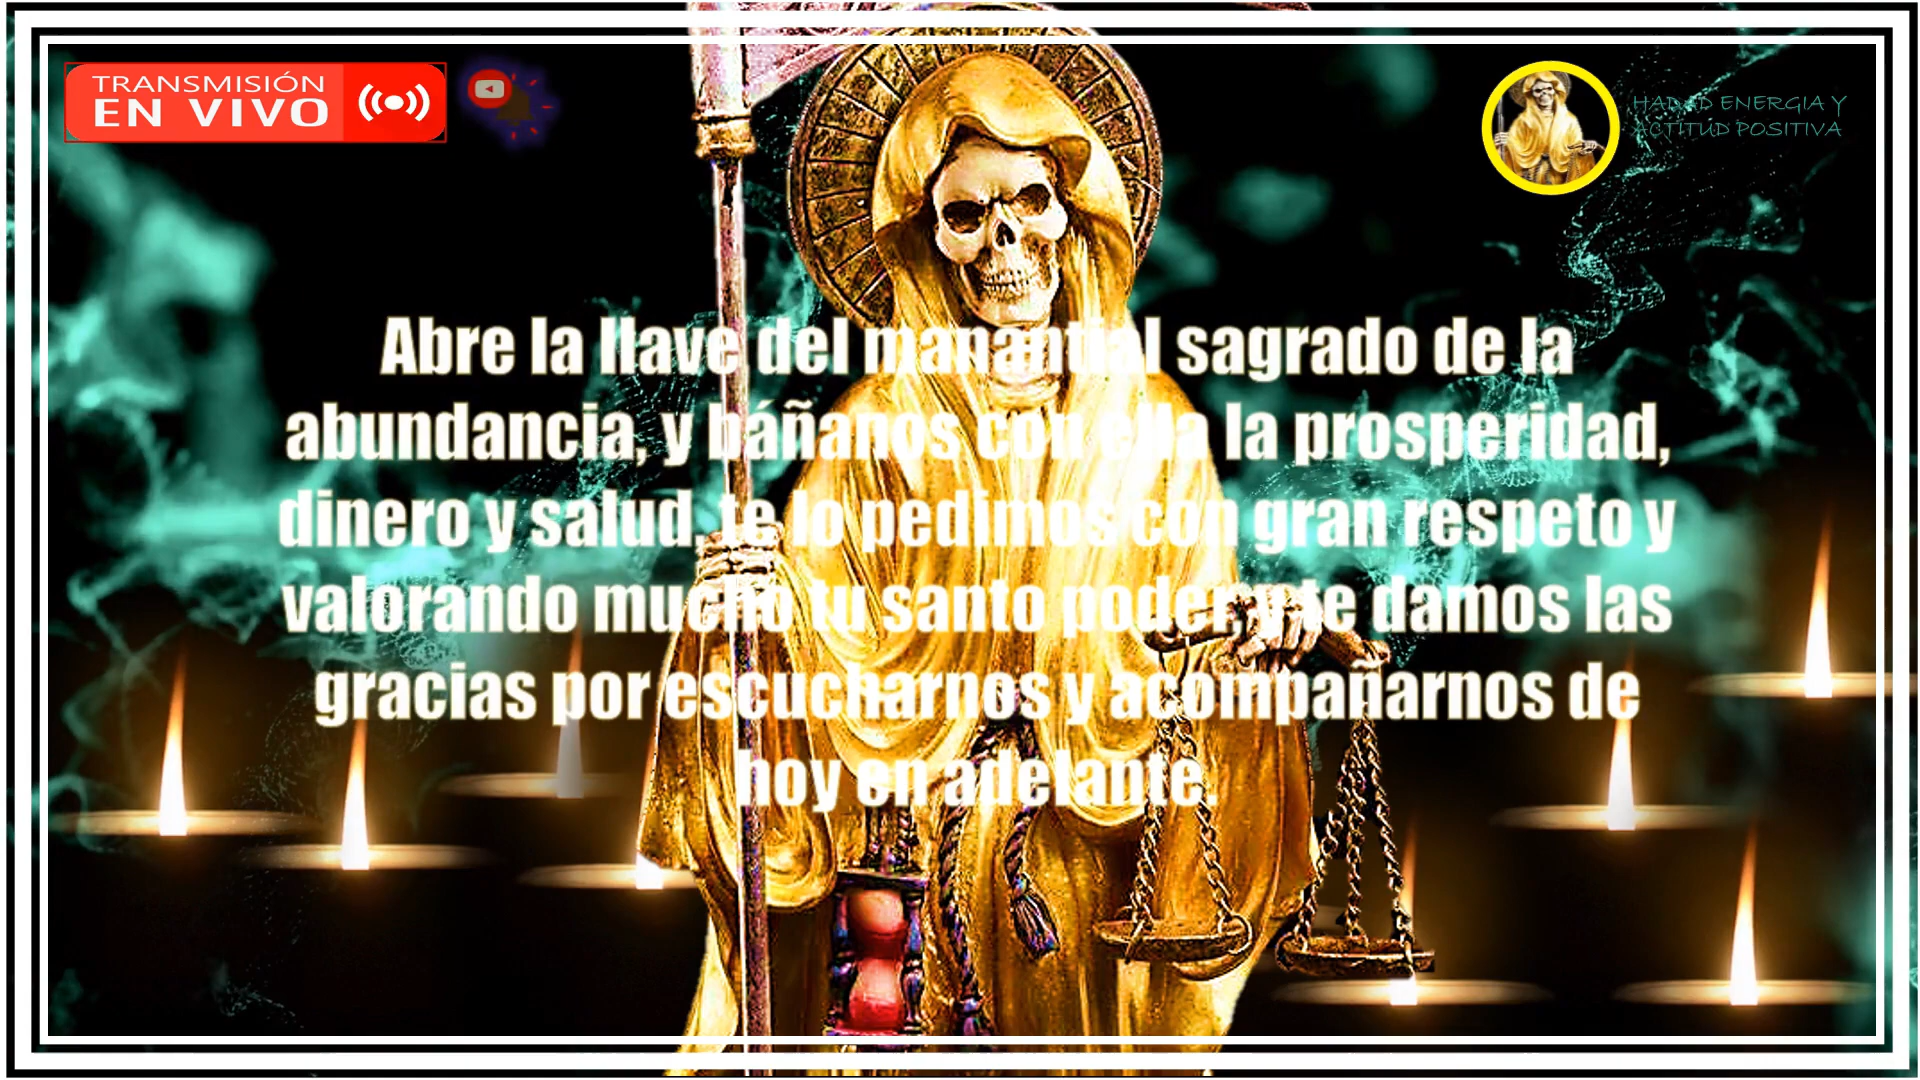 TRANSMISIÓN
EN VIVO
HADAD ENERGIA Y
ACTITUD POSITIVA
Abre la llave del manantial sagrado de la
abundancia, y báñanos con ella la prosperidad,
dinero y salud, te lo pedimos con gran respeto y
valorando mucho tu santo poder, y te damos las
gracias por escucharnos y acompañarnos de
hoy en adelante.